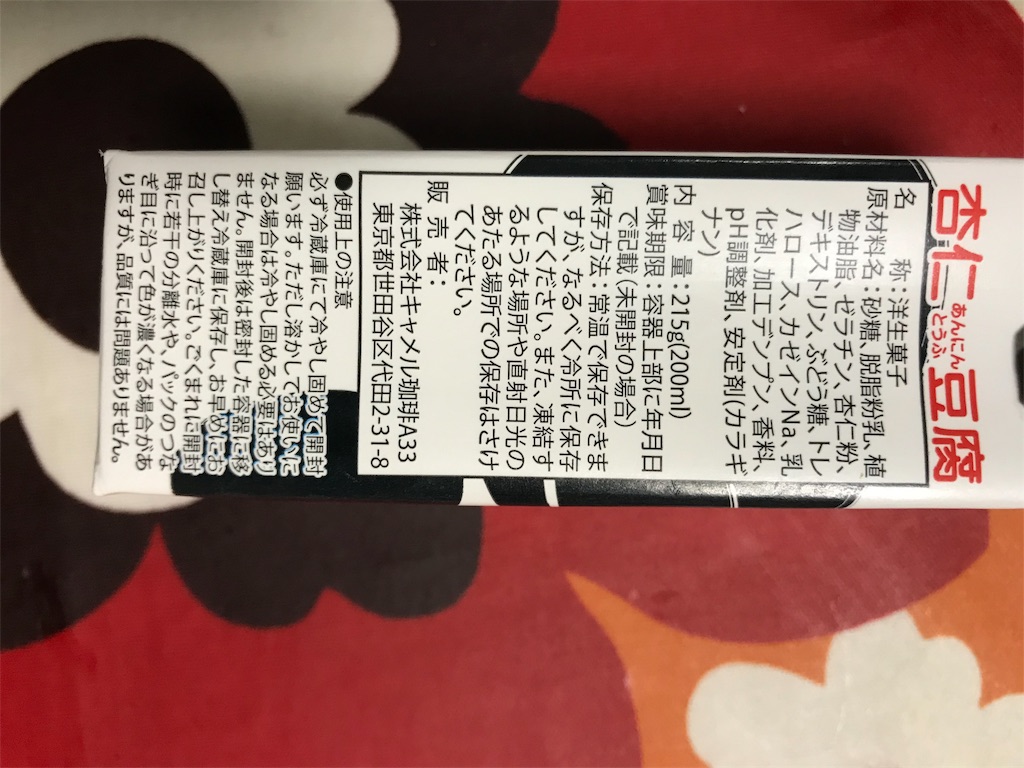 杏仁豆腐
あんにん
とうふ
名 称:洋生菓子
原材料名:砂糖、脱脂粉乳、植
物油脂、ゼラチン、杏仁粉、
デキストリン、ぶどう糖、トレ
ハロース、カゼインNa、乳
化剤、加工デンプン、香料、
pH調整剤、安定剤(カラギ
ナン)
内 容 量:215g(200ml)
賞味期限:容器上部に年月日
で記載(未開封の場合)
保存方法:常温で保存できま
すが、なるべく冷所に保存
してください。また、凍結す
るような場所や直射日光の
あたる場所での保存はさけ
てください。
販 売 者:
株式会社キャメル珈琲A33
東京都世田谷区代田2-31-8
●使用上の注意
必ず冷蔵庫にて冷やし固めて開封
願います。ただし溶かしてお使いに
なる場合は冷やし固める必要はあり
ません。開封後は密封した容器に移
し替え冷蔵庫に保存し、お早めにお
召し上がりください。ごくまれに開封
時に若干の分離水や、パックのつな
ぎ目に沿って色が濃くなる場合があ
りますが、品質には問題ありません。